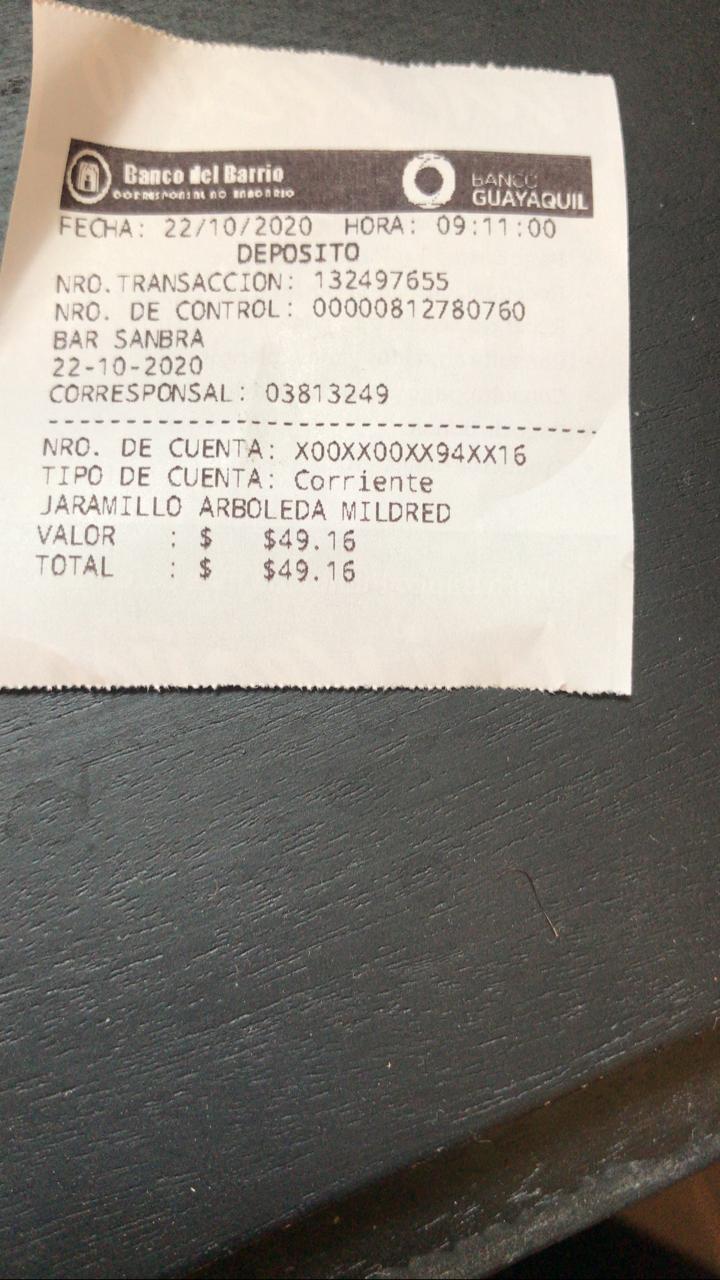 Banco del Barrio
CORRESPONSAL NO BANCARIO
BANCO
GUAYAQUIL
FECHA: 22/10/2020 HORA: 09:11:00
DEPOSITO
NRO.TRANSACCION: 132497655
NRO. DE CONTROL: 00000812780760
BAR SANBRA
22-10-2020
CORRESPONSAL: 03813249
NRO. DE CUENTA: X00XX00XX94XX16
TIPO DE CUENTA: Corriente
JARAMILLO ARBOLEDA MILDRED
VALOR : $ $49.16
TOTAL : $ $49.16